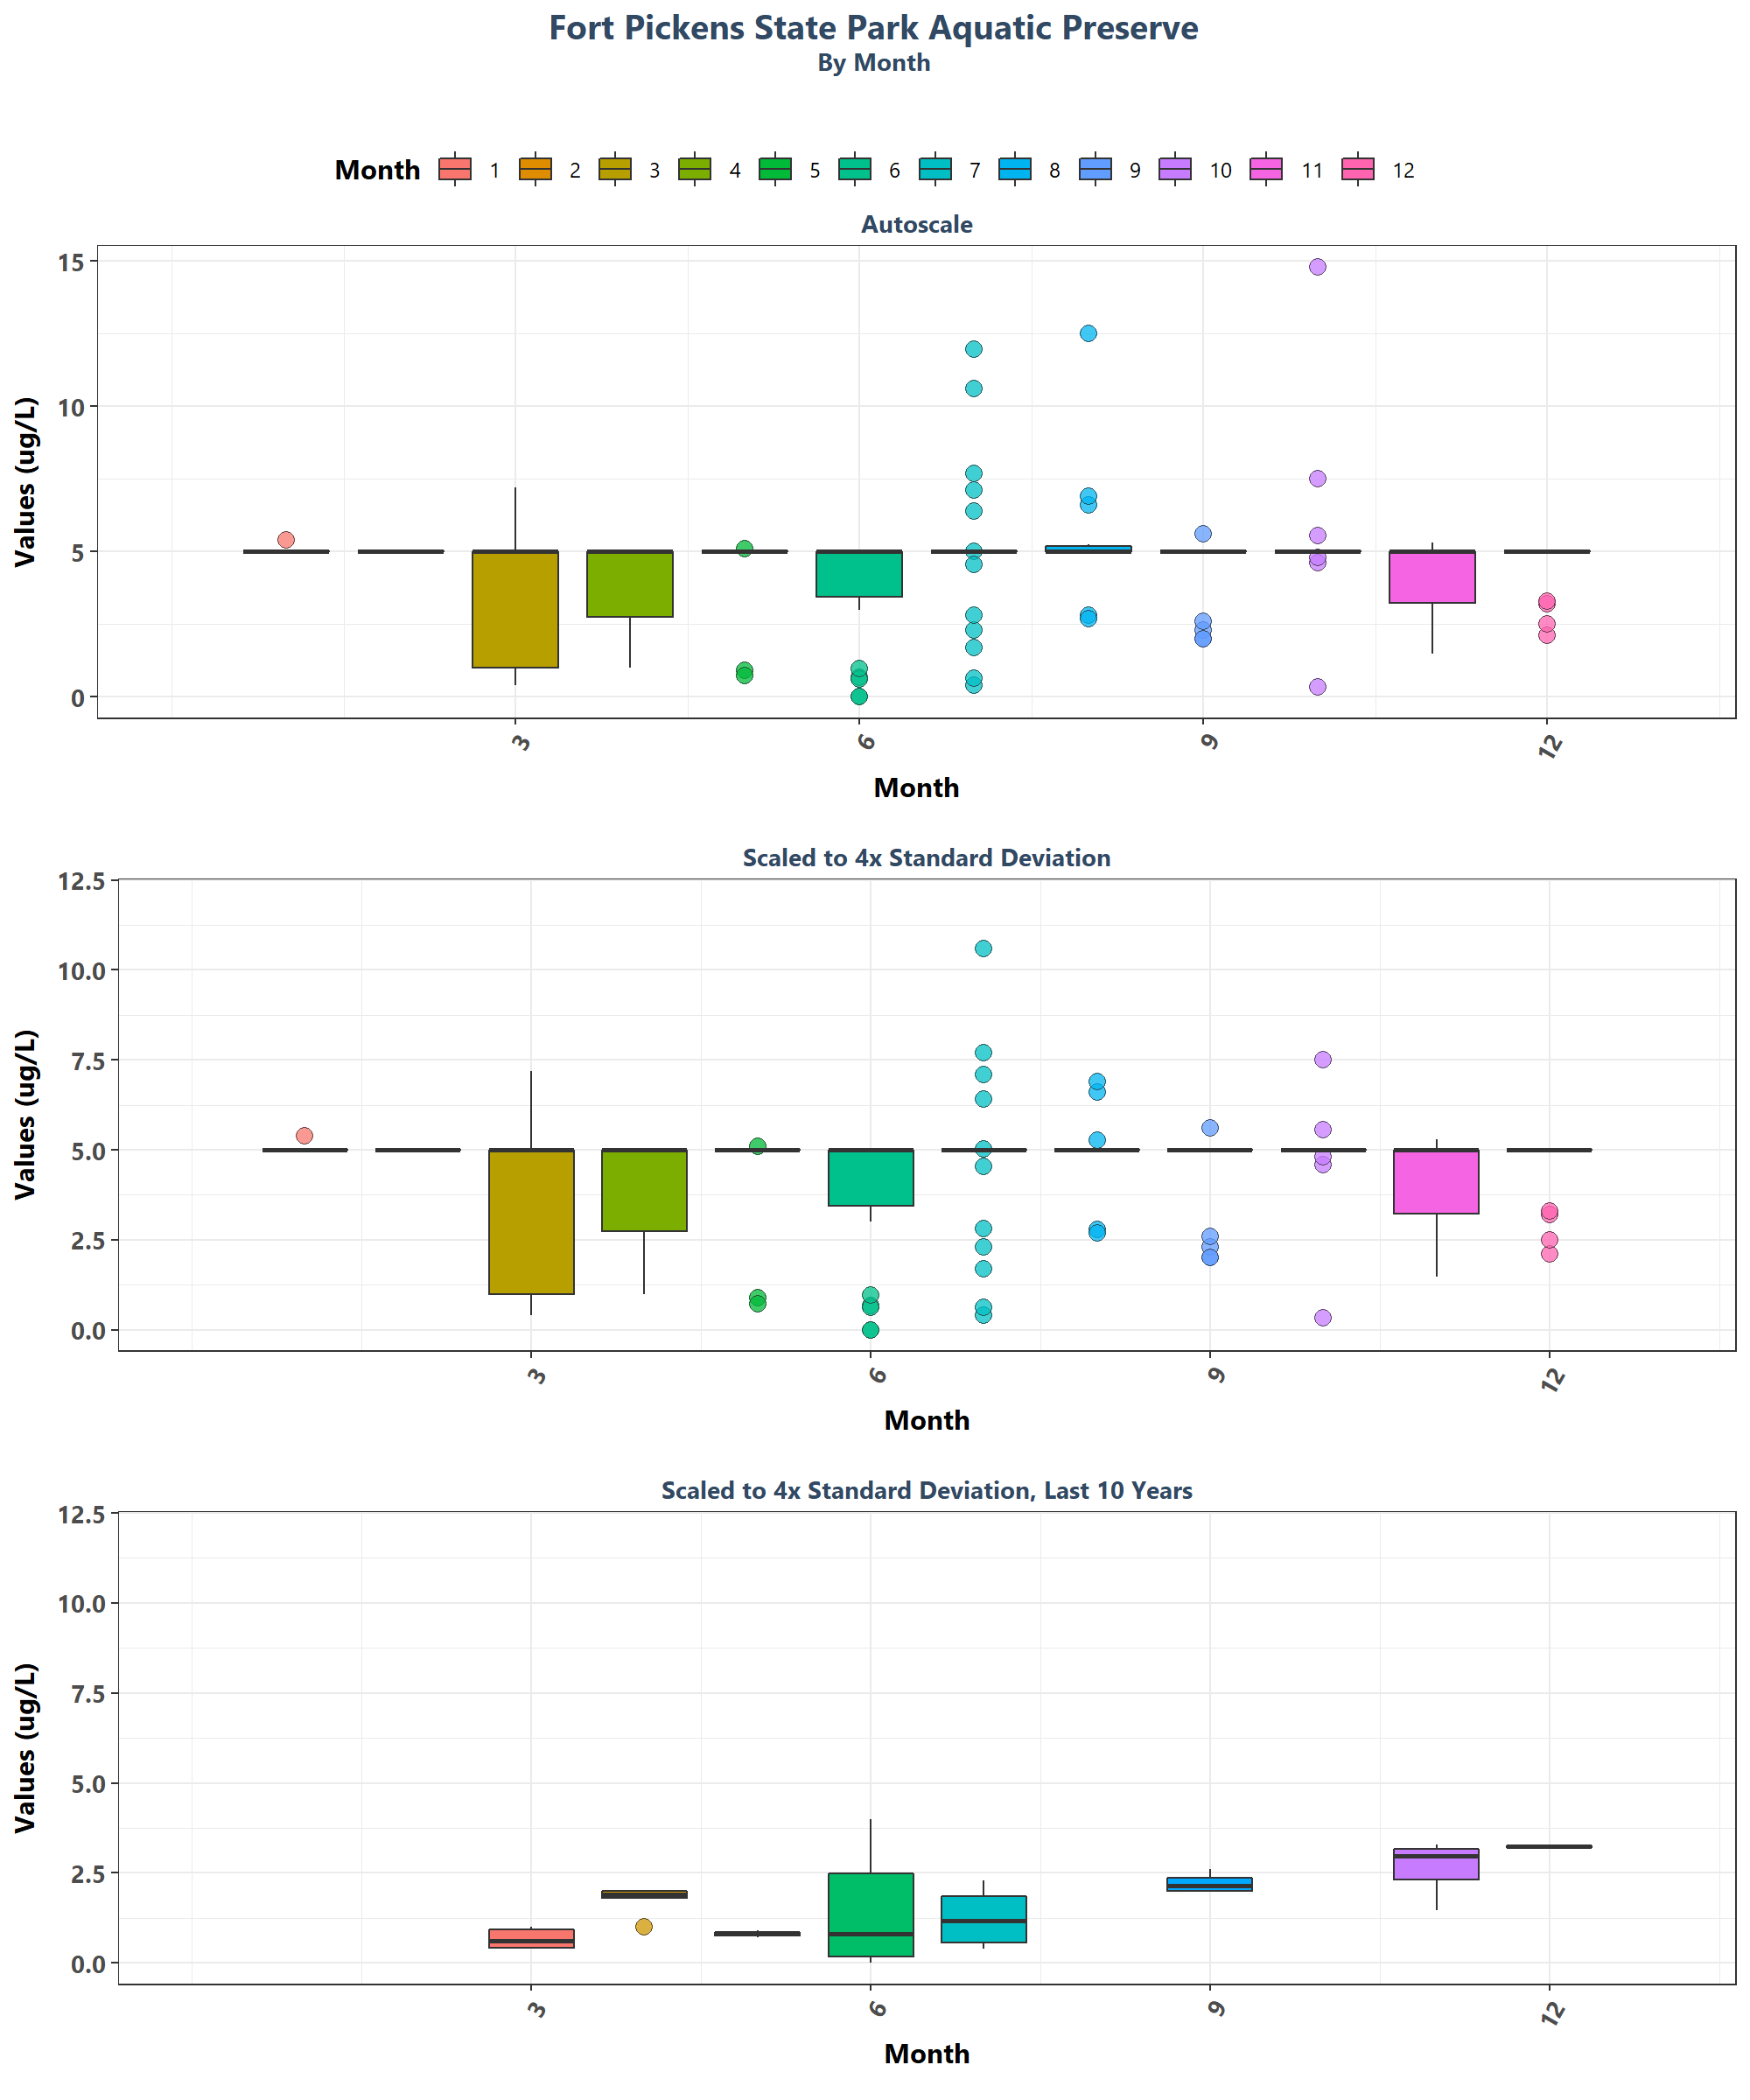 Fort Pickens State Park Aquatic Preserve
By Month
Month 1 2 3 4 5 6 7 8 9 10 11 12
Autoscale
Values (ug/L)
15
10
5
0
3 6 9 12
Month
Scaled to 4x Standard Deviation
Values (ug/L)
12.5
10.0
7.5
5.0
2.5
0.0
3 6 9 12
Month
Scaled to 4x Standard Deviation, Last 10 Years
Values (ug/L)
12.5
10.0
7.5
5.0
2.5
0.0
3 6 9 12
Month